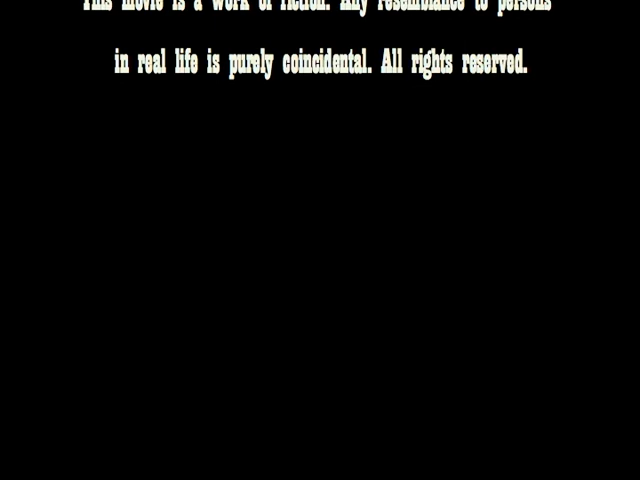 This movie is a work of fiction. Any resemblance to persons
in real life is purely coincidental. All rights reserved.